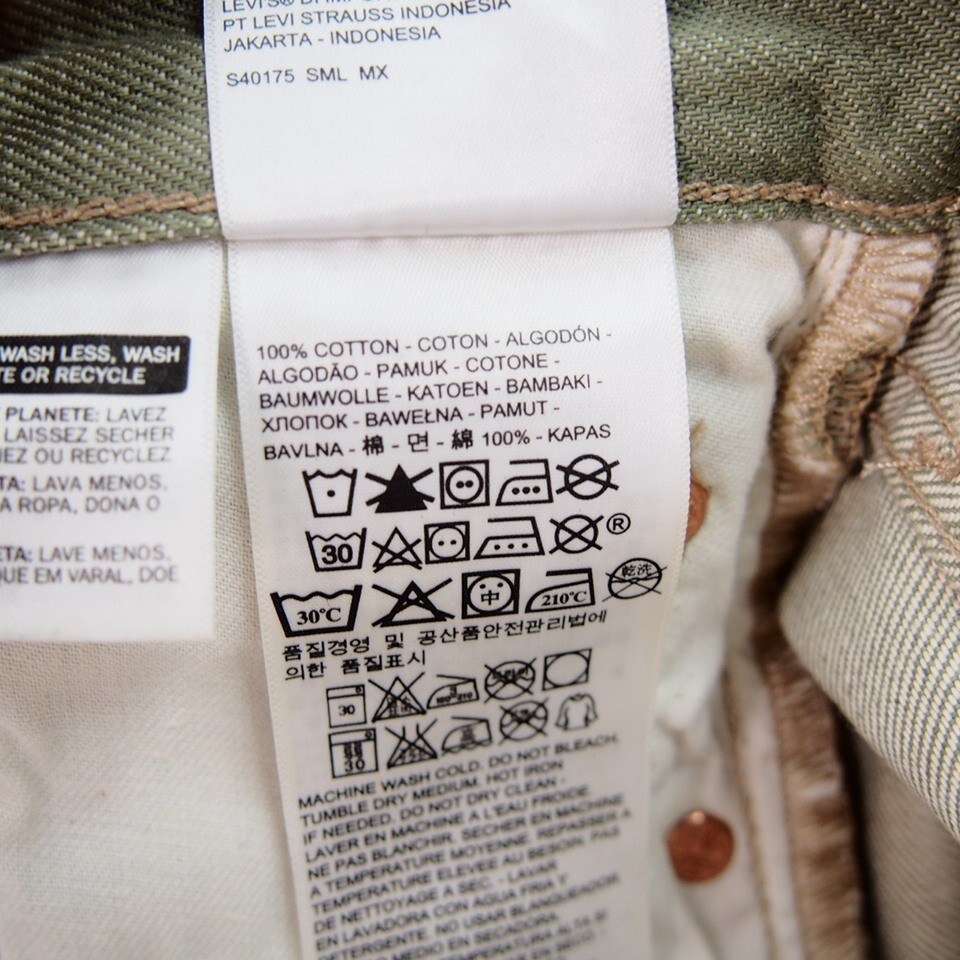 PT LEVI STRAUSS INDONESIA
JAKARTA - INDONESIA
S40175 SML MX
WASH LESS, WASH
OR RECYCLE
PLANETE: LAVEZ
LAISSEZ SECHER
OU RECYCLEZ
LAVA MENOS,
ROPA, DONA O
LAVE MENOS,
EM VARAL, DOE
100% COTTON - COTON - ALGODÓN -
ALGODÃO - PAMUK - COTONE -
BAUMWOLLE - KATOEN - BAMBAKI -
ХЛОПОК - BAWEŁNA - PAMUT -
BAVLNA - 棉 - 면 - 綿 100% - KAPAS
30 ®
30°C 中 210°C 乾洗
품질경영 및 공산품안전관리법에
의한 품질표시
30
30
MACHINE WASH COLD. DO NOT BLEACH.
TUMBLE DRY MEDIUM. HOT IRON
IF NEEDED. DO NOT DRY CLEAN -
LAVER EN MACHINE A L'EAU FROIDE.
NE PAS BLANCHIR. SECHER EN MACHINE
A TEMPERATURE MOYENNE. REPASSER A
TEMPERATURE ELEVEE AU BESOIN. PAS
DE NETTOYAGE A SEC. - LAVAR
EN LAVADORA CON AGUA FRIA Y
DETERGENTE. NO USAR BLANQUEADOR.
MEDIO EN SECADORA.